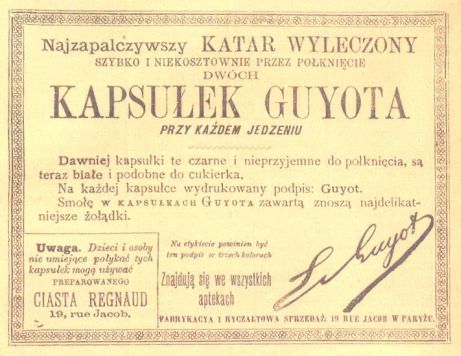 Najzapalczywszy KATAR WYLECZONY
SZYBKO I NIEKOSZTOWNIE PRZEZ POŁKNIĘCIE
DWÓCH
KAPSUŁEK GUYOTA
PRZY KAŻDEM JEDZENIU
Dawniej kapsułki te czarne i nieprzyjemne do połknięcia, są
teraz białe i podobne do cukierka.
Na każdej kapsułce wydrukowany podpis: Guyot.
Smołę W KAPSUŁKACH GUYOTA zawartą znoszą najdelikat-
niejsze żołądki.
Uwaga. Dzieci i osoby
nie umiejące połykać tych
kapsułek mogą używać
PREPAROWANEGO
CIASTA REGNAUD
19, rue Jacob.
Na etykiecie powinien być
ten podpis w trzech kolorach
Znajdują się we wszystkich
aptekach
Guyot
FABRYKACYA I RYCZAŁTOWA SPRZEDAŻ 19 RUE JACOB W PARYŻU.